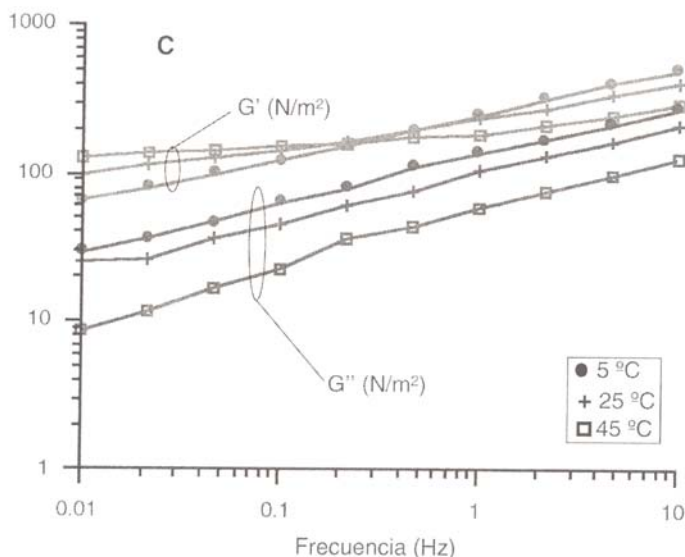 1000
C
G' (N/m²)
100
10
G'' (N/m²)
5 ºC
25 ºC
45 ºC
1
0.01
0.1
1
10
Frecuencia (Hz)